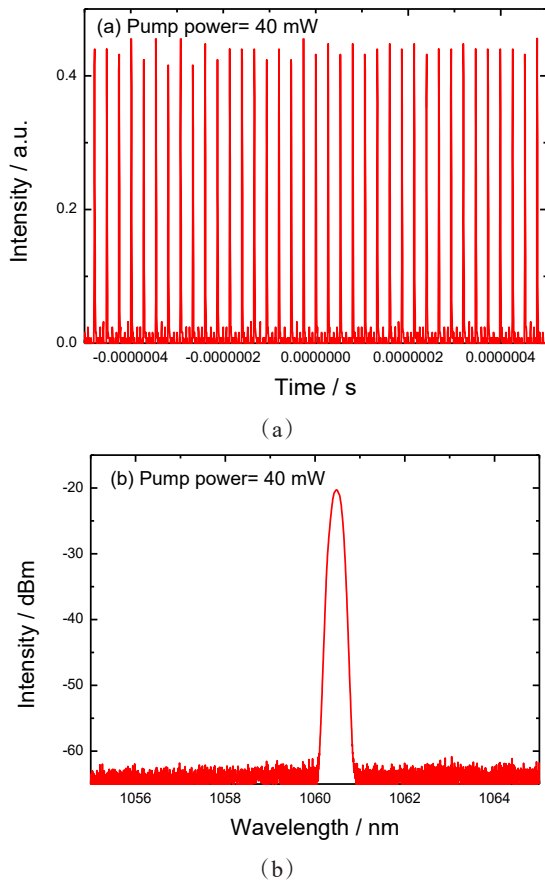 (a) Pump power= 40 mW
0.4
0.2
0.0
Intensity / a.u.
-0.0000004 -0.0000002 0.0000000 0.0000002 0.0000004
Time / s
(a)
(b) Pump power= 40 mW
-20
-30
-40
-50
-60
Intensity / dBm
1056 1058 1060 1062 1064
Wavelength / nm
(b)